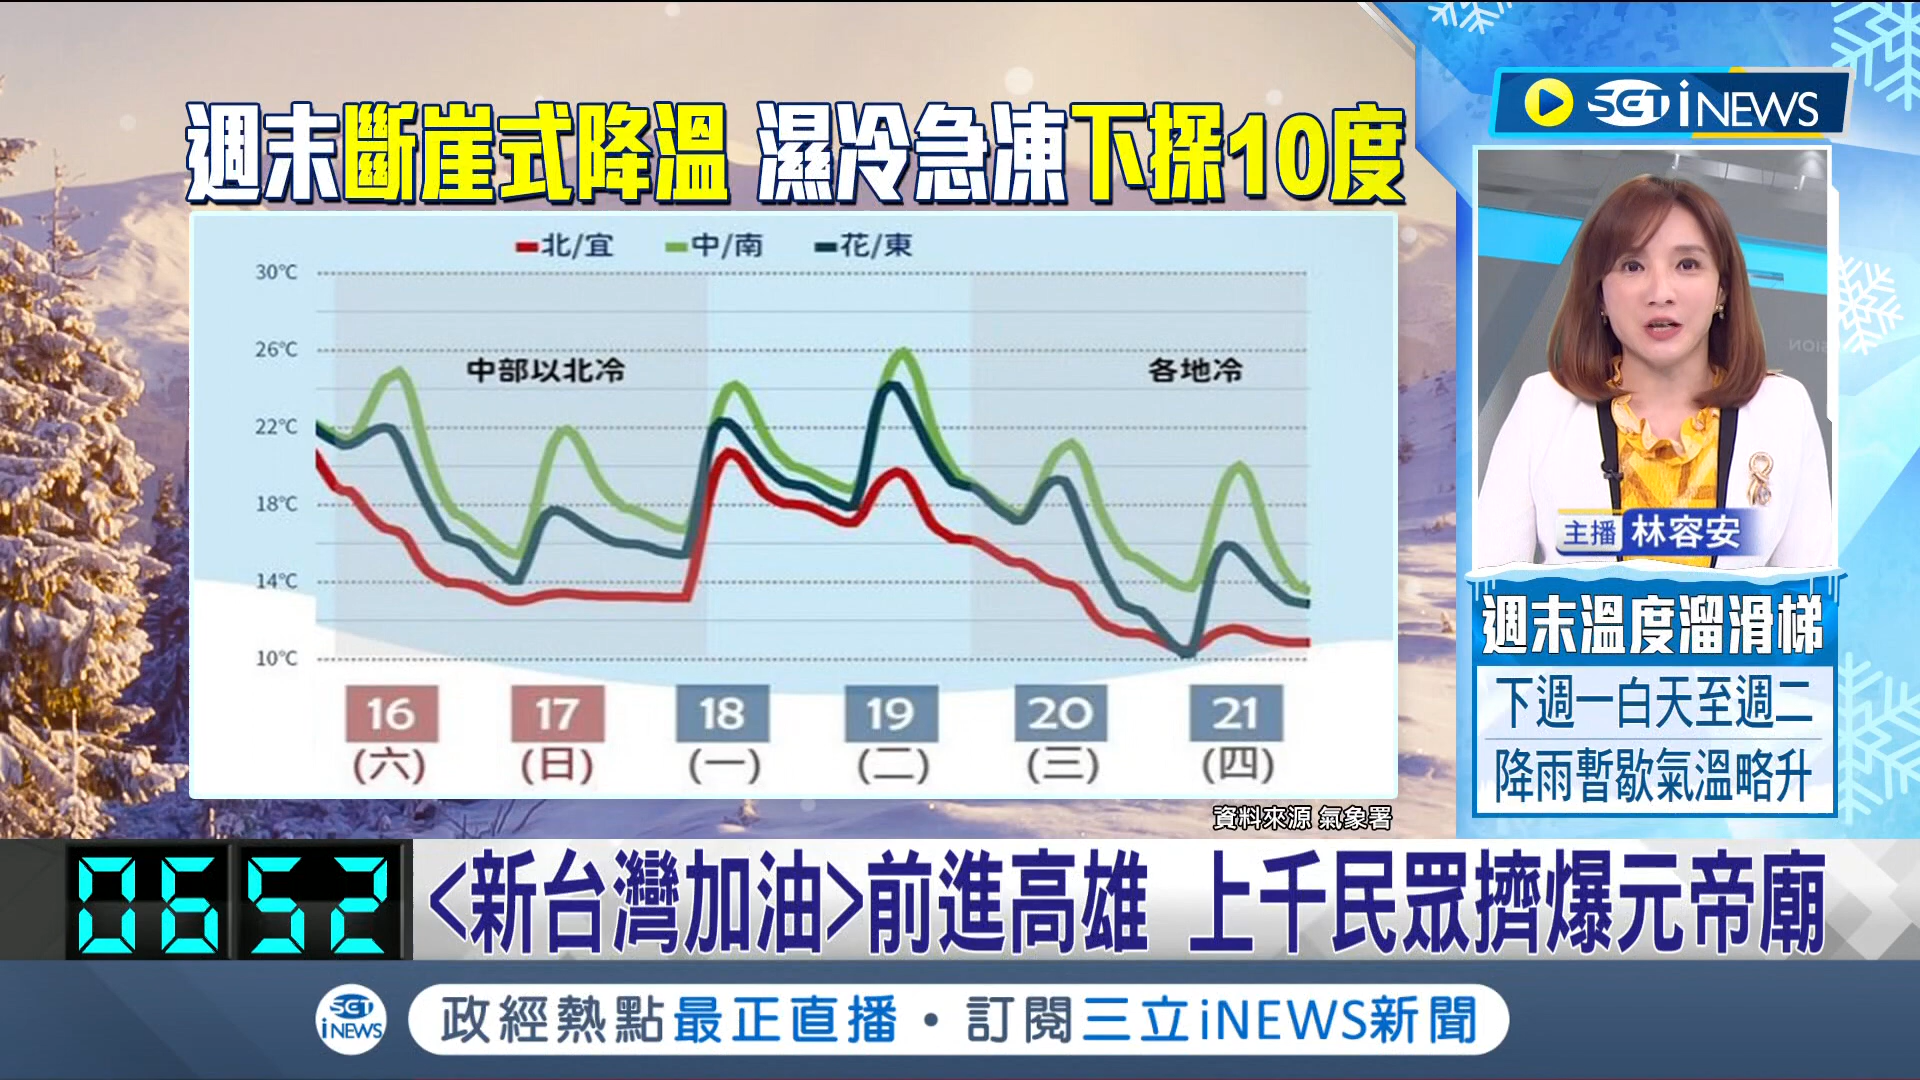 週末斷崖式降溫 濕冷急凍下探10度
SET iNEWS
北/宜 中/南 花/東
30℃
26℃
22℃
18℃
14℃
10℃
中部以北冷
各地冷
16 17 18 19 20 21
(六) (日) (一) (二) (三) (四)
資料來源 氣象署
主播 林容安
週末溫度溜滑梯
下週一白天至週二
降雨暫歇氣溫略升
06 52
<新台灣加油>前進高雄 上千民眾擠爆元帝廟
SET iNEWS
政經熱點最正直播・訂閱三立iNEWS新聞